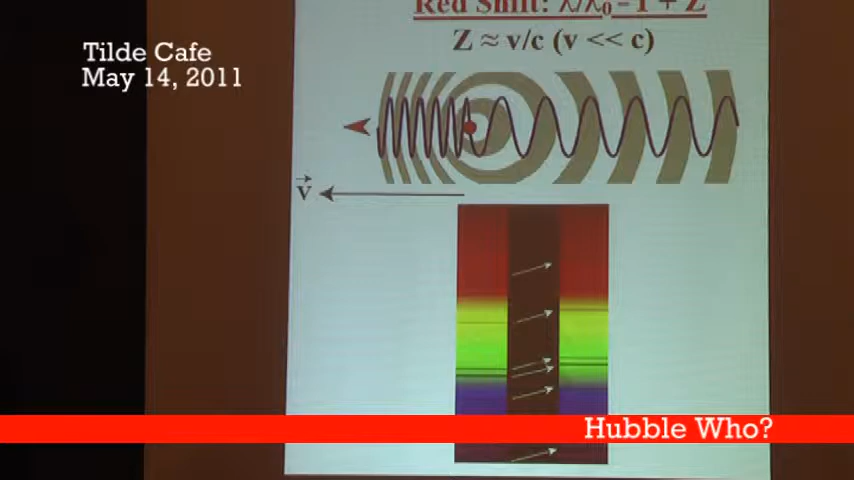 Red Shift: λ/λ₀ = 1 + Z
Z ≈ v/c (v << c)
Tilde Cafe
May 14, 2011
v
Hubble Who?